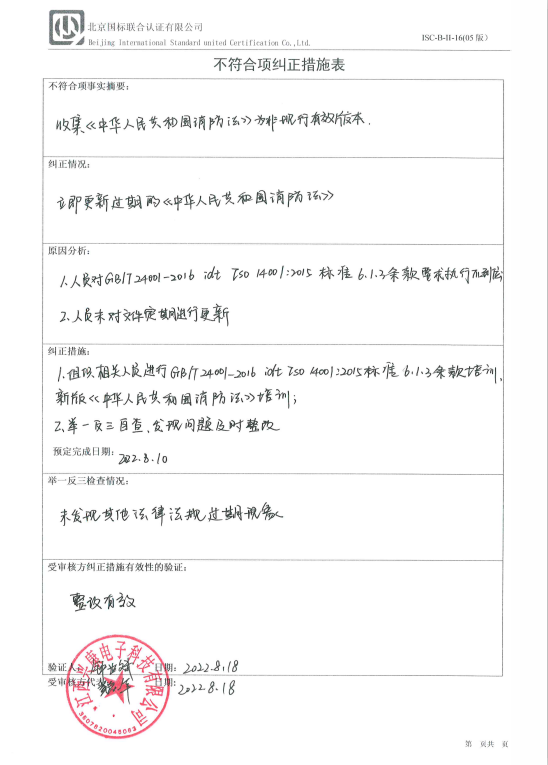 北京国标联合认证有限公司
Beijing International Standard united Certification Co.,Ltd.
ISC-B-II-16(05 版)
不符合项纠正措施表
不符合项事实摘要:
收集《中华人民共和国消防法》为非现行有效版本.
纠正情况:
立即更新过期的《中华人民共和国消防法》
原因分析:
1.人员对GB/T 24001-2016 idt ISO 14001:2015 标准 6.1.3条款要求执行不到位
2.人员未对文件定期进行更新
纠正措施:
1.组织相关人员进行GB/T 24001-2016 idt ISO 14001:2015标准 6.1.3条款培训,
新版《中华人民共和国消防法》培训;
2.举一反三自查,发现问题及时整改
预定完成日期: 2022.8.10
举一反三检查情况:
未发现其他法律法规过期现象
受审核方纠正措施有效性的验证:
整改有效
验证人: 日期: 2022.8.18
受审核方代表: 日期: 2022.8.18
电子科技有限公司
第 页共 页